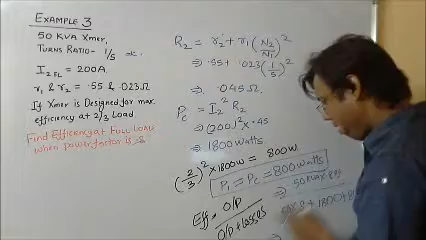 EXAMPLE 3
50 KVA Xmer,
TURNS RATIO- 1/5
I2 FL = 200A.
r1 & r2 = .55 & .023Ω
If Xmer is Designed for max
efficiency at 2/3 Load.
Find Efficiency at Full Load
when power factor is .8
R2 = r2 + r1 (N2/N1)^2
⇒ .55 + .023 (1/5)^2
⇒ .045 Ω.
Pc = I2^2 R2
⇒ (200)^2 × .45
⇒ 1800 watts
(2/3)^2 × 1800w = 800w
Pi = Pc = 800 watts
Eff = O/P / O/P + losses
⇒ 50
+ 1800 +